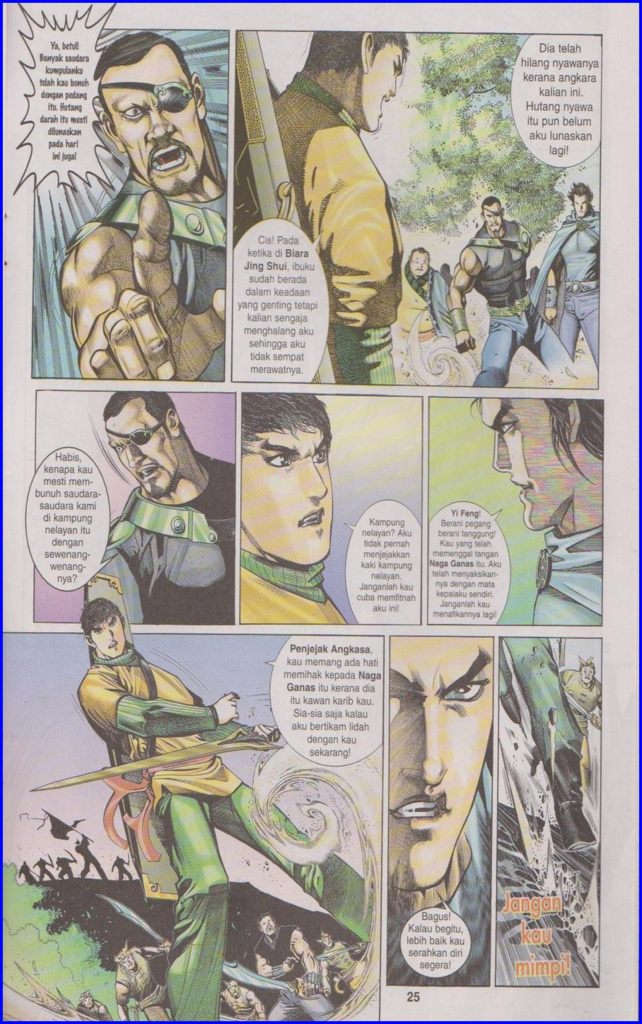 Ya, betul!
Banyak saudara
kumpulanku
telah kau bunuh
dengan pedang
itu. Hutang
darah itu mesti
dilunaskan
pada hari
ini juga!
Dia telah
hilang nyawanya
kerana angkara
kalian ini.
Hutang nyawa
itu pun belum
aku lunaskan
lagi!
Cis! Pada
ketika di Biara
Jing Shui, ibuku
sudah berada
dalam keadaan
yang genting tetapi
kalian sengaja
menghalang aku
sehingga aku
tidak sempat
merawatnya.
Habis,
kenapa kau
mesti mem-
bunuh saudara-
saudara kami
di kampung
nelayan itu
dengan
sewenang-
wenang-
nya?
Kampung
nelayan? Aku
tidak pernah
menjejakkan
kaki kampung
nelayan.
Janganlah kau
cuba memfitnah
aku ini!
Yi Feng!
Berani pegang
berani tanggung!
Kau yang telah
memenggal tangan
Naga Ganas itu. Aku
telah menyaksikan-
nya dengan mata
kepalaku sendiri.
Janganlah kau
menafikannya lagi!
Penjejak Angkasa,
kau memang ada hati
memihak kepada Naga
Ganas itu kerana dia
itu kawan karib kau.
Sia-sia saja kalau
aku bertikam lidah
dengan kau
sekarang!
Bagus!
Kalau begitu,
lebih baik kau
serahkan diri
segera!
Jangan
kau
mimpi!
25